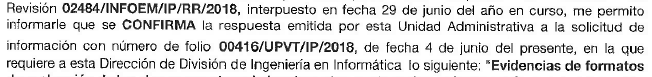 Revisión 02484/INFOEM/IP/RR/2018, interpuesto en fecha 29 de junio del año en curso, me permito
informarle que se CONFIRMA la respuesta emitida por esta Unidad Administrativa a la solicitud de
información con número de folio 00416/UPVT/IP/2018, de fecha 4 de junio del presente, en la que
requiere a esta Dirección de División de Ingeniería en Informática lo siguiente; "Evidencias de formatos